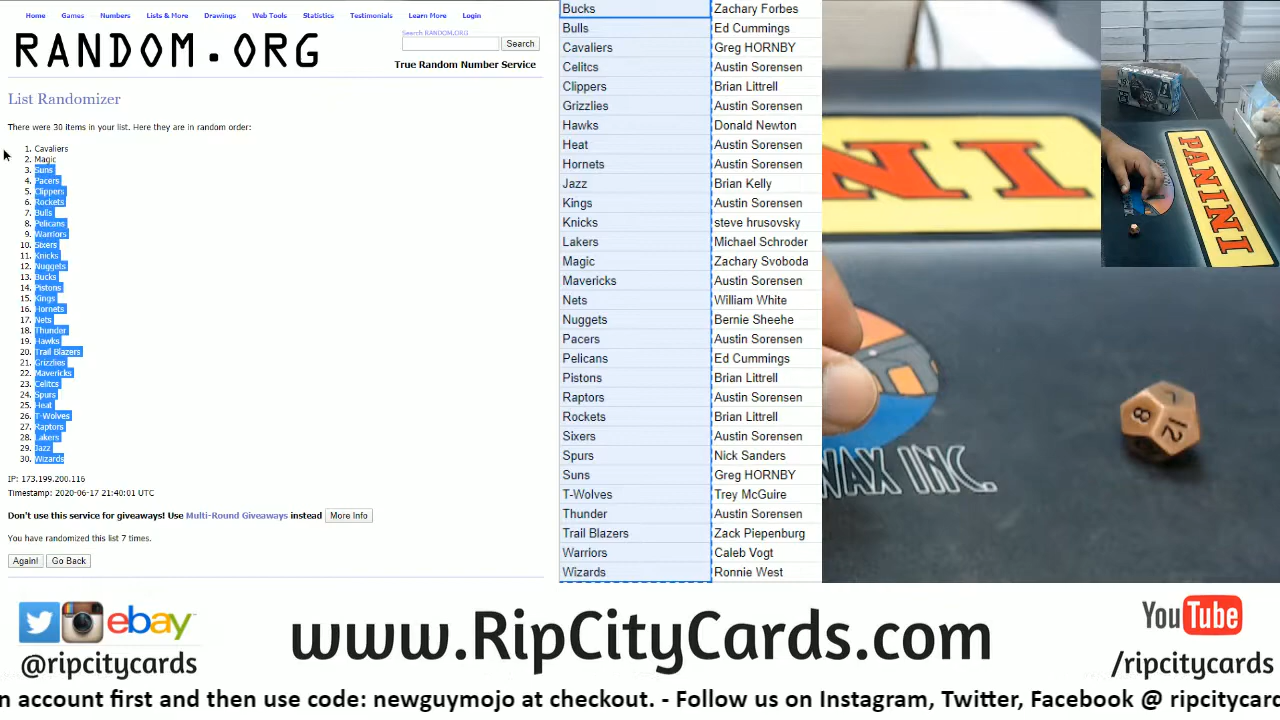 Home Games Numbers Lists & More Drawings Web Tools Statistics Testimonials Learn More Login
RANDOM.ORG
Search RANDOM.ORG
Search
True Random Number Service
List Randomizer
There were 30 items in your list. Here they are in random order:
1. Cavaliers
2. Magic
3. Suns
4. Pacers
5. Clippers
6. Rockets
7. Bulls
8. Pelicans
9. Warriors
10. Sixers
11. Knicks
12. Nuggets
13. Bucks
14. Pistons
15. Kings
16. Hornets
17. Nets
18. Thunder
19. Hawks
20. Trail Blazers
21. Grizzlies
22. Mavericks
23. Celitcs
24. Spurs
25. Heat
26. T-Wolves
27. Raptors
28. Lakers
29. Jazz
30. Wizards
IP: 173.199.200.116
Timestamp: 2020-06-17 21:40:01 UTC
Don't use this service for giveaways! Use Multi-Round Giveaways instead More Info
You have randomized this list 7 times.
Again! Go Back
Bucks Zachary Forbes
Bulls Ed Cummings
Cavaliers Greg HORNBY
Celitcs Austin Sorensen
Clippers Brian Littrell
Grizzlies Austin Sorensen
Hawks Donald Newton
Heat Austin Sorensen
Hornets Austin Sorensen
Jazz Brian Kelly
Kings Austin Sorensen
Knicks steve hrusovsky
Lakers Michael Schroder
Magic Zachary Svoboda
Mavericks Austin Sorensen
Nets William White
Nuggets Bernie Sheehe
Pacers Austin Sorensen
Pelicans Ed Cummings
Pistons Brian Littrell
Raptors Austin Sorensen
Rockets Brian Littrell
Sixers Austin Sorensen
Spurs Nick Sanders
Suns Greg HORNBY
T-Wolves Trey McGuire
Thunder Austin Sorensen
Trail Blazers Zack Piepenburg
Warriors Caleb Vogt
Wizards Ronnie West
NI
PANINI
8
12
WAX INC.
ebay
@ripcitycards
www.RipCityCards.com
YouTube
/ripcitycards
n account first and then use code: newguymojo at checkout. - Follow us on Instagram, Twitter, Facebook @ ripcitycard